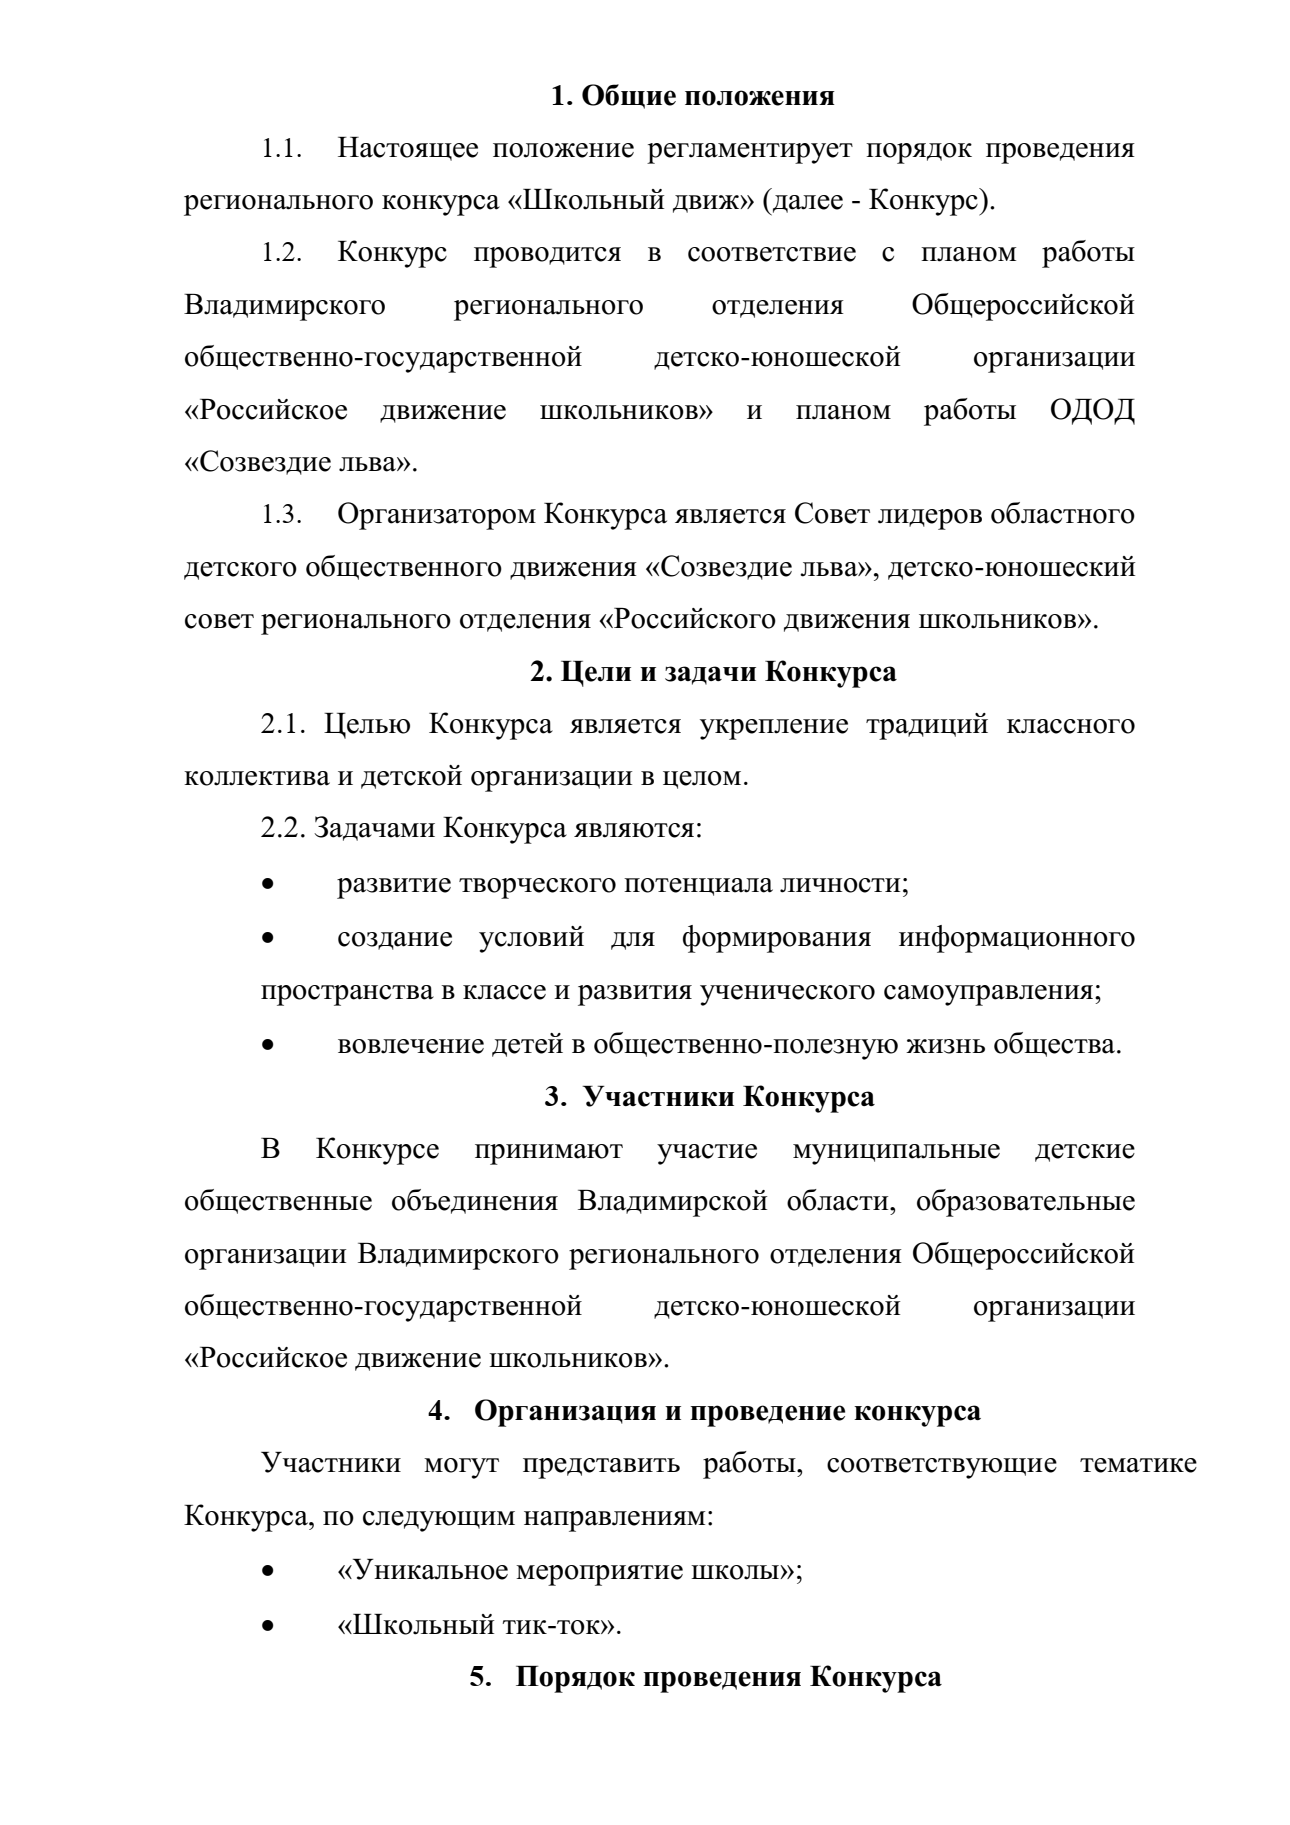 1. Общие положения
1.1. Настоящее положение регламентирует порядок проведения
регионального конкурса «Школьный движ» (далее - Конкурс).
1.2. Конкурс проводится в соответствие с планом работы
Владимирского регионального отделения Общероссийской
общественно-государственной детско-юношеской организации
«Российское движение школьников» и планом работы ОДОД
«Созвездие льва».
1.3. Организатором Конкурса является Совет лидеров областного
детского общественного движения «Созвездие льва», детско-юношеский
совет регионального отделения «Российского движения школьников».
2. Цели и задачи Конкурса
2.1. Целью Конкурса является укрепление традиций классного
коллектива и детской организации в целом.
2.2. Задачами Конкурса являются:
• развитие творческого потенциала личности;
• создание условий для формирования информационного
пространства в классе и развития ученического самоуправления;
• вовлечение детей в общественно-полезную жизнь общества.
3. Участники Конкурса
В Конкурсе принимают участие муниципальные детские
общественные объединения Владимирской области, образовательные
организации Владимирского регионального отделения Общероссийской
общественно-государственной детско-юношеской организации
«Российское движение школьников».
4. Организация и проведение конкурса
Участники могут представить работы, соответствующие тематике
Конкурса, по следующим направлениям:
• «Уникальное мероприятие школы»;
• «Школьный тик-ток».
5. Порядок проведения Конкурса